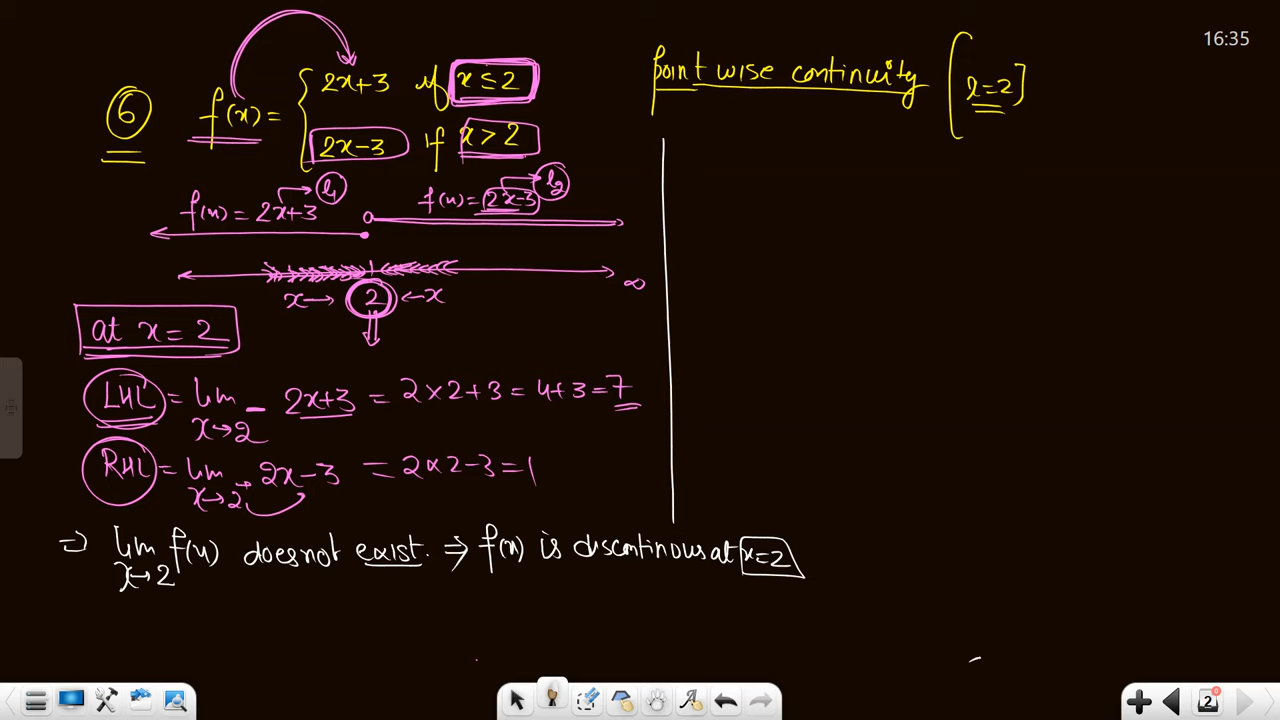 16:35
Point wise continuity [x=2]
⑥ f(x) = { 2x+3 if x ≤ 2
2x-3 if x > 2
f(x) = 2x+3 → l1 f(x) = 2x-3 → l2
∞
x→ 2 ←x
at x = 2
LHL = lim x→2- 2x+3 = 2×2+3 = 4+3 = 7
RHL = lim x→2+ 2x-3 = 2×2-3 = 1
⇒ lim x→2 f(x) does not exist. ⇒ f(x) is discontinous at x=2
2